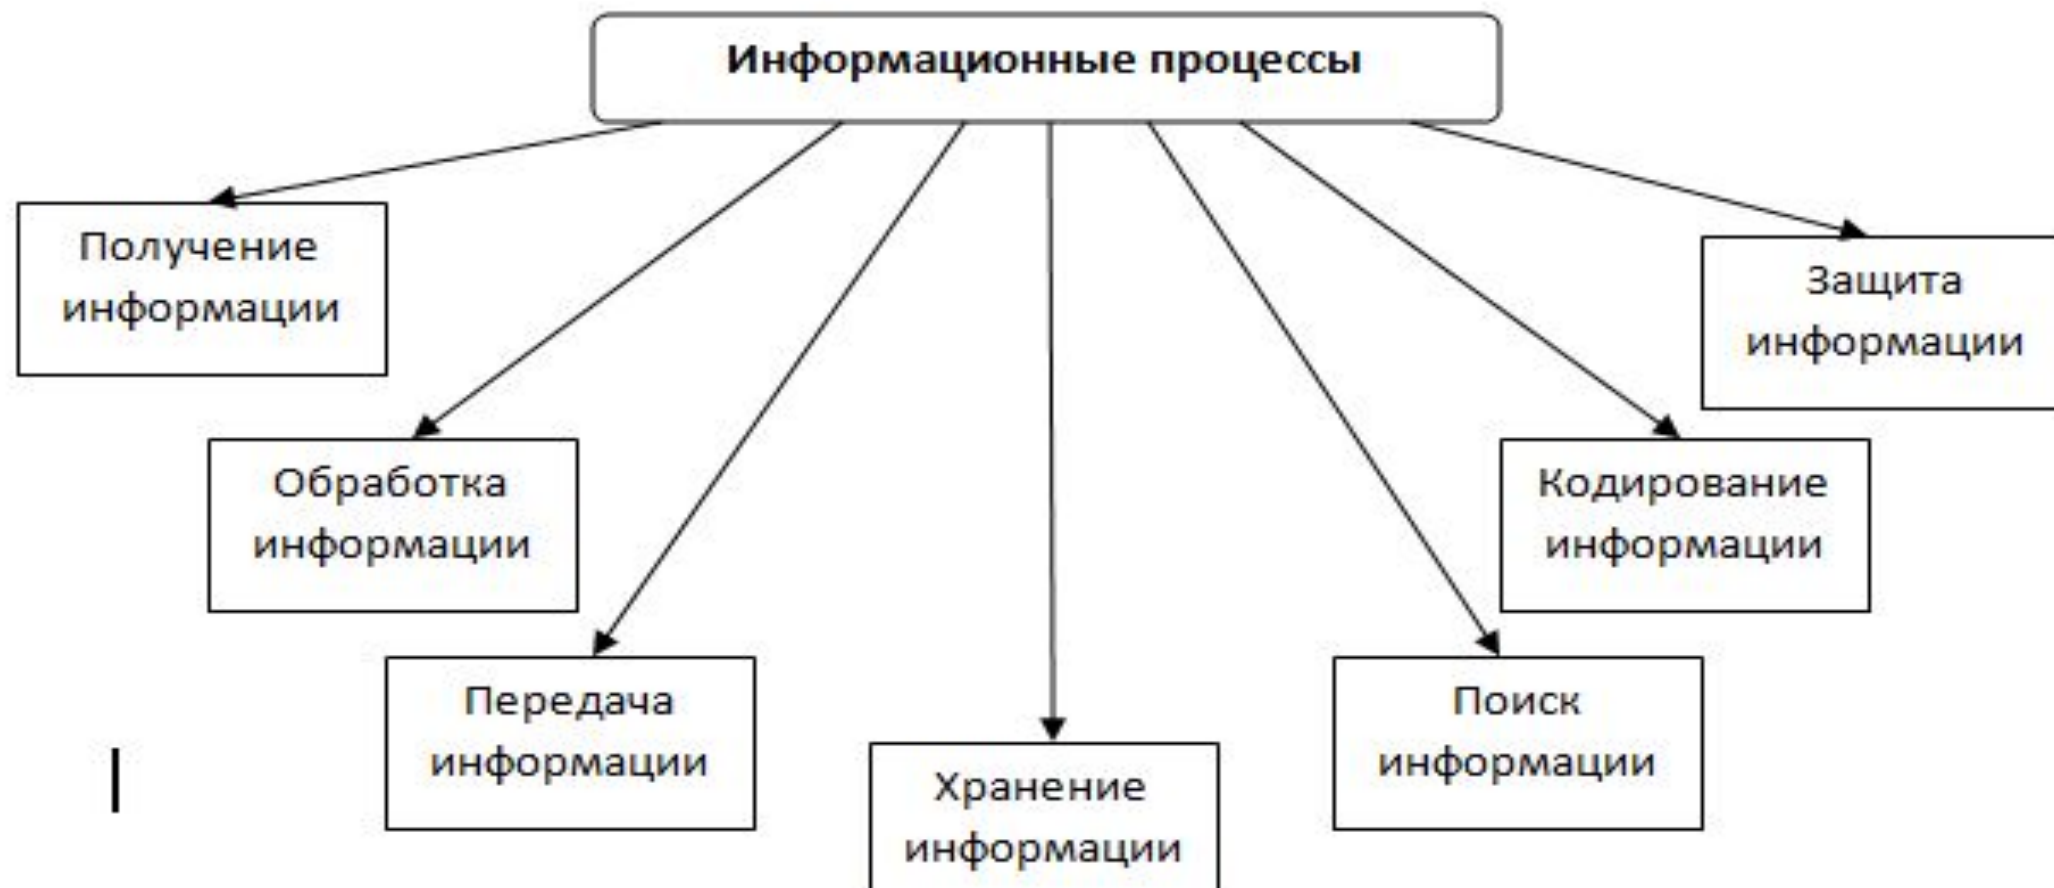 Информационные процессы
Получение
информации
Обработка
информации
Передача
информации
Хранение
информации
Поиск
информации
Кодирование
информации
Защита
информации